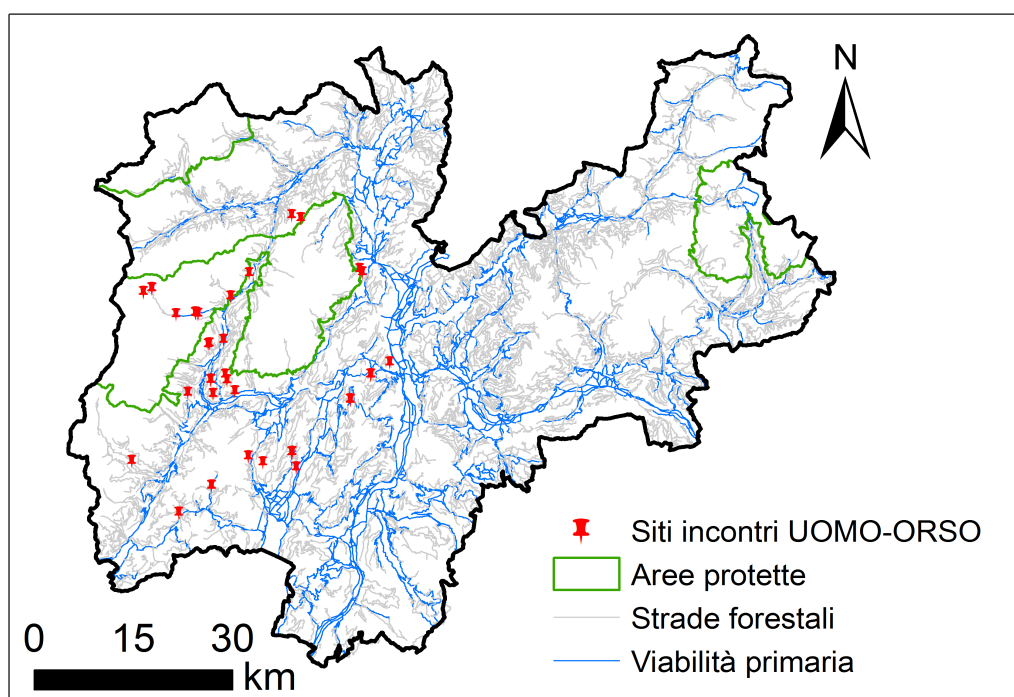 N
Siti incontri UOMO-ORSO
Aree protette
Strade forestali
Viabilità primaria
0 15 30
km